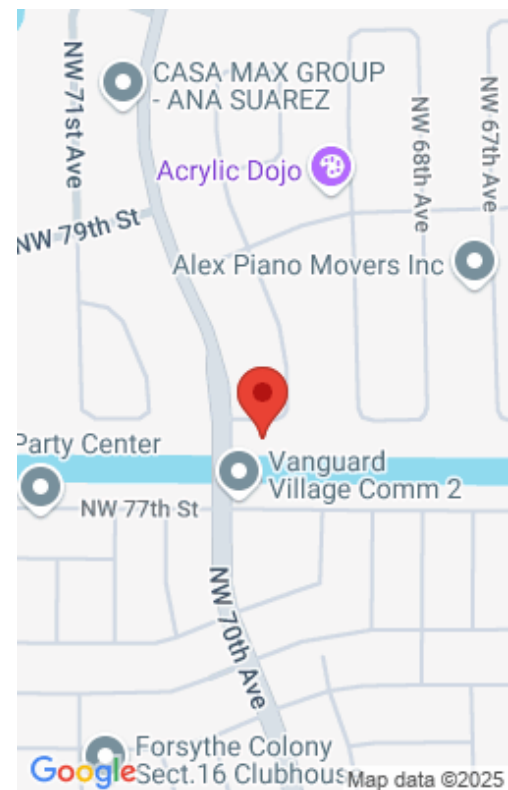 CASA MAX GROUP
- ANA SUAREZ
NW 71st Ave
NW 68th Ave
NW 67th Ave
Acrylic Dojo
NW 79th St
Alex Piano Movers Inc
Party Center
Vanguard
Village Comm 2
NW 77th St
NW 70th Ave
Forsythe Colony
Sect.16 Clubhous
Google
Map data ©2025